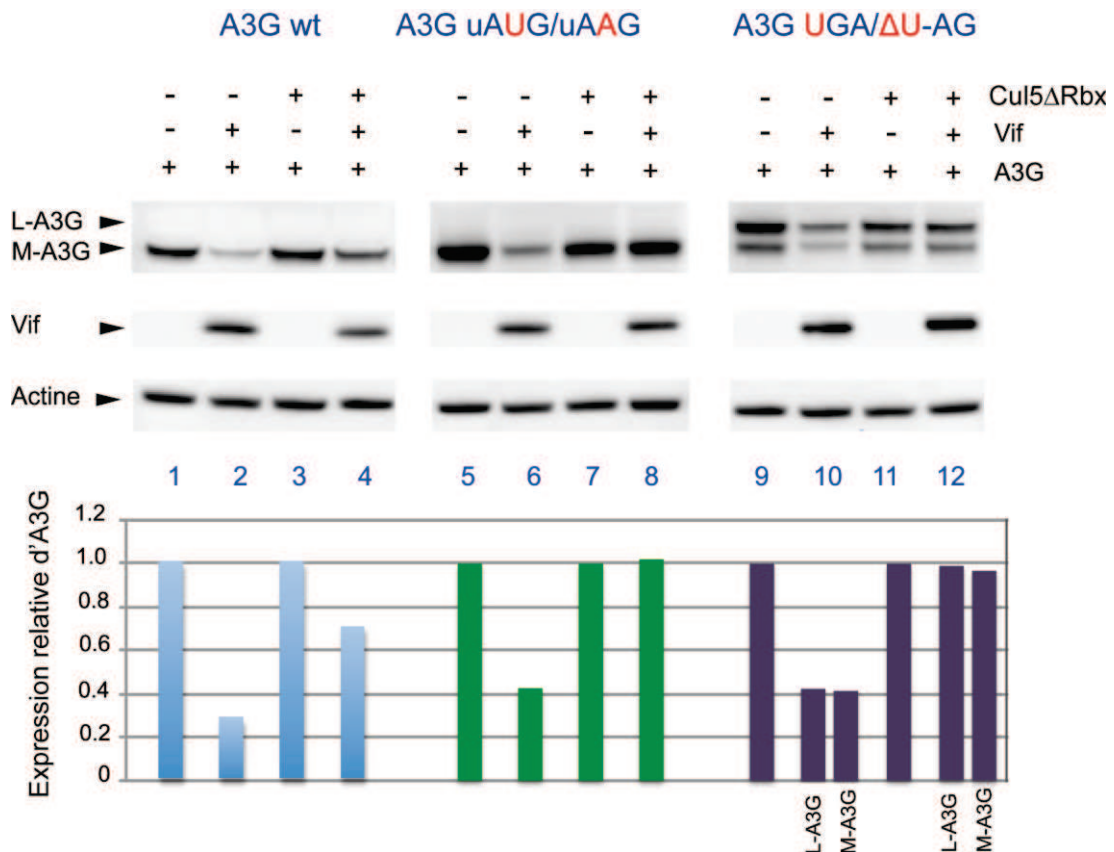 A3G wt A3G uAUG/uAAG A3G UGA/ΔU-AG
- - + + - - + + - - + + Cul5ΔRbx
- + - + - + - + - + - + Vif
+ + + + + + + + + + + + A3G
L-A3G
M-A3G
Vif
Actine
1 2 3 4 5 6 7 8 9 10 11 12
Expression relative d'A3G
1.2
1.0
0.8
0.6
0.4
0.2
0
L-A3G M-A3G L-A3G M-A3G